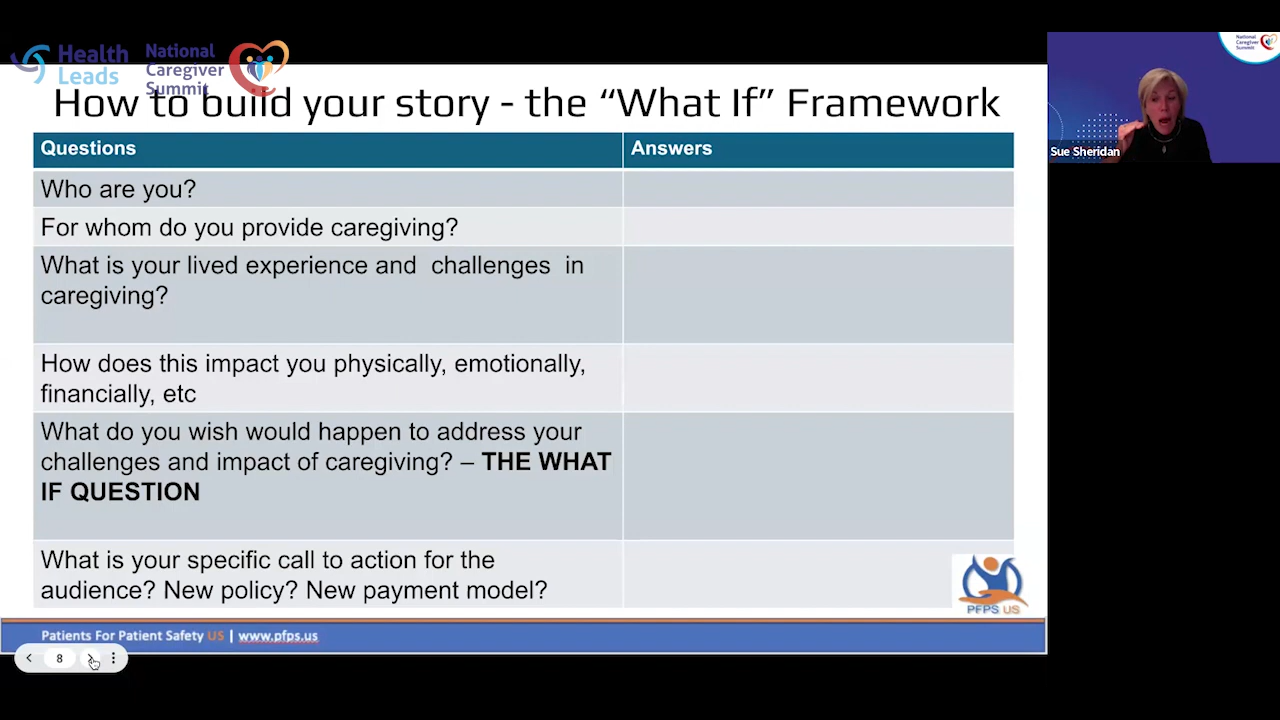 Health
Leads
National
Caregiver
Summit
National
Caregiver
Summit
How to build your story - the “What If” Framework
Sue Sheridan
Questions
Answers
Who are you?
For whom do you provide caregiving?
What is your lived experience and challenges in
caregiving?
How does this impact you physically, emotionally,
financially, etc
What do you wish would happen to address your
challenges and impact of caregiving? – THE WHAT
IF QUESTION
What is your specific call to action for the
audience? New policy? New payment model?
PFPS US
Patients For Patient Safety US | www.pfps.us
8